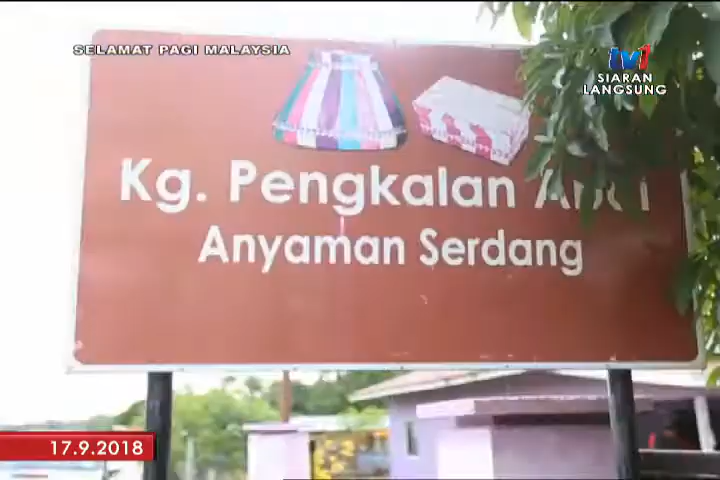 SELAMAT PAGI MALAYSIA
tv1
SIARAN
LANGSUNG
Kg. Pengkalan
Anyaman Serdang
17.9.2018